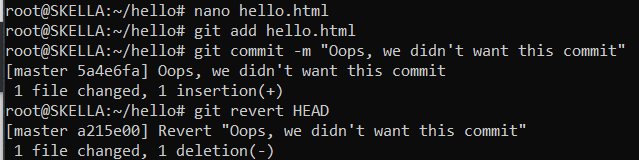 root@SKELLA:~/hello# nano hello.html
root@SKELLA:~/hello# git add hello.html
root@SKELLA:~/hello# git commit -m "Oops, we didn't want this commit"
[master 5a4e6fa] Oops, we didn't want this commit
 1 file changed, 1 insertion(+)
root@SKELLA:~/hello# git revert HEAD
[master a215e00] Revert "Oops, we didn't want this commit"
 1 file changed, 1 deletion(-)